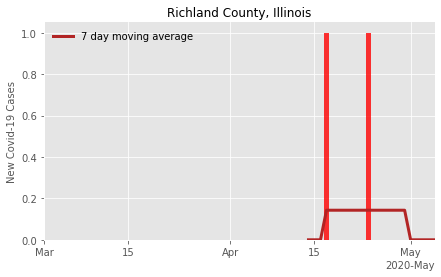 Richland County, Illinois
7 day moving average
New Covid-19 Cases
1.0
0.8
0.6
0.4
0.2
0.0
Mar 15 Apr 15 May
2020-May